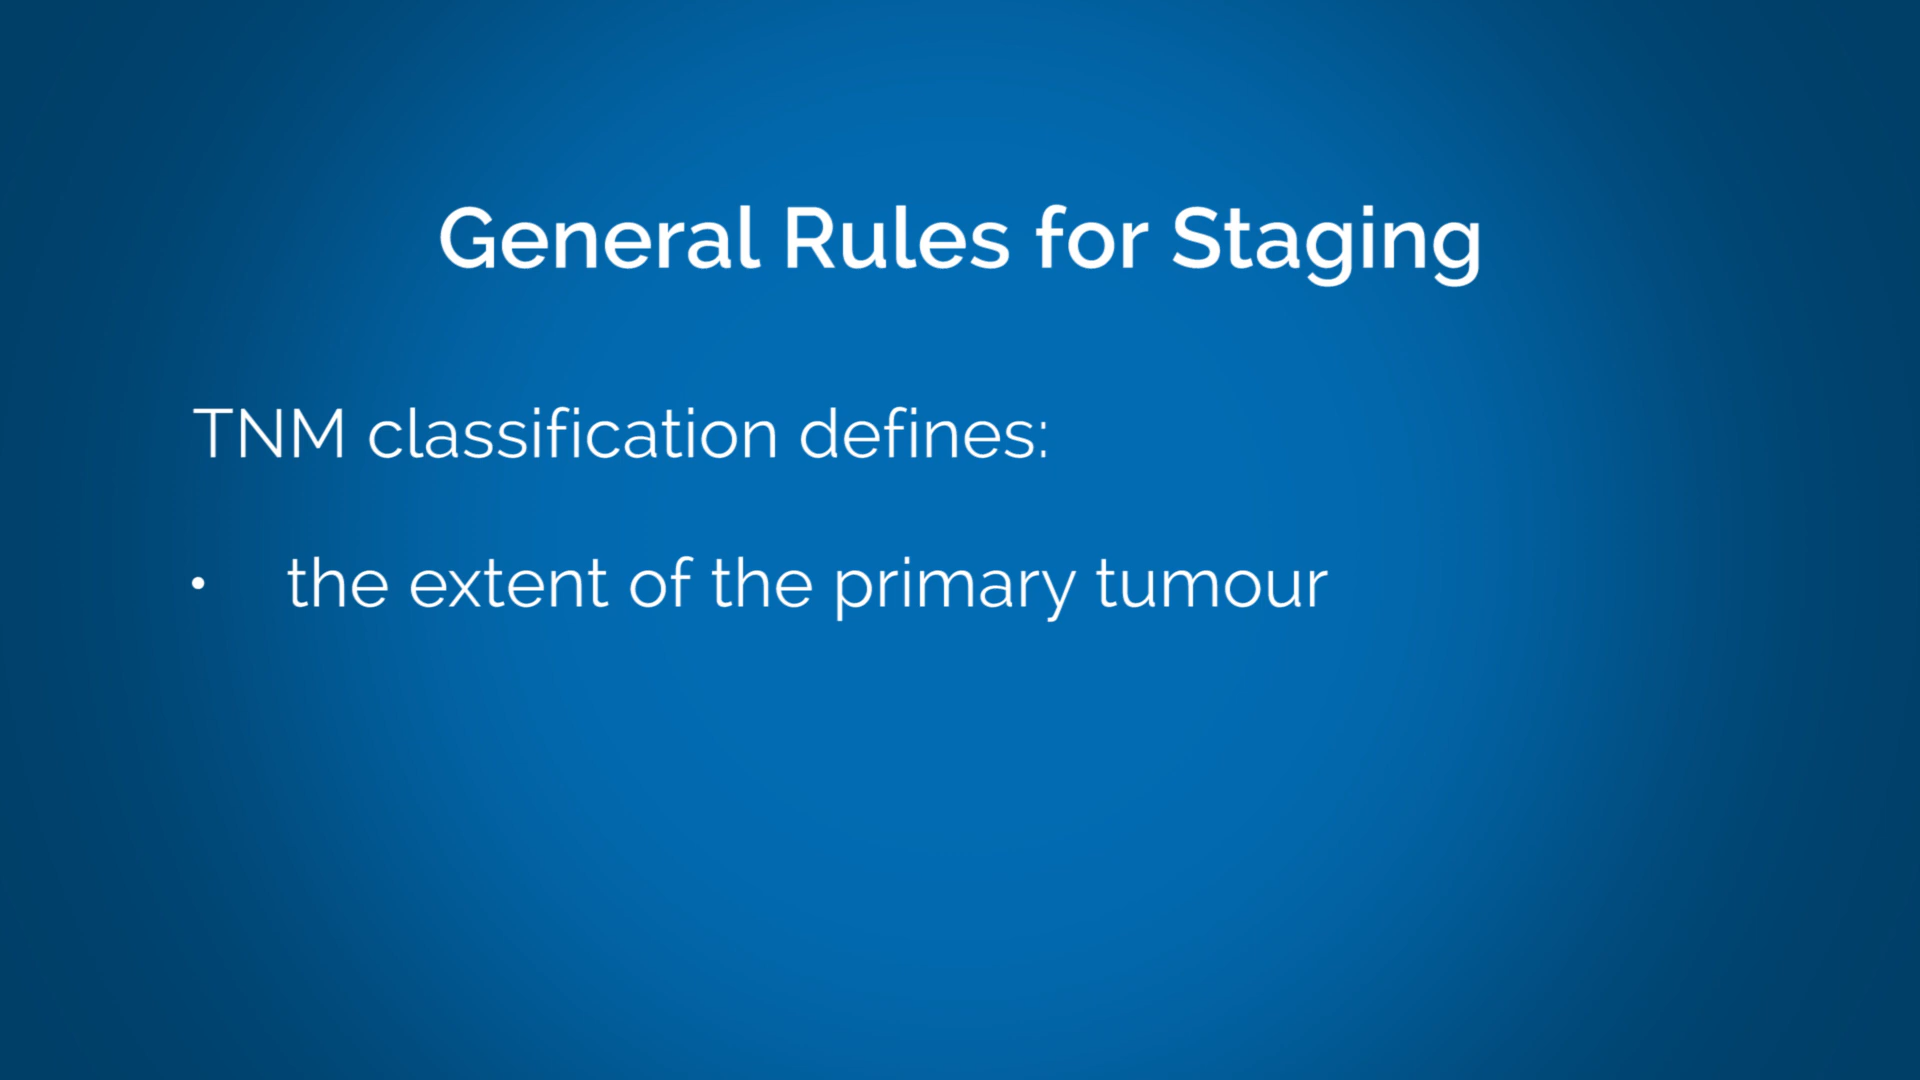 General Rules for Staging
TNM classification defines:
• the extent of the primary tumour